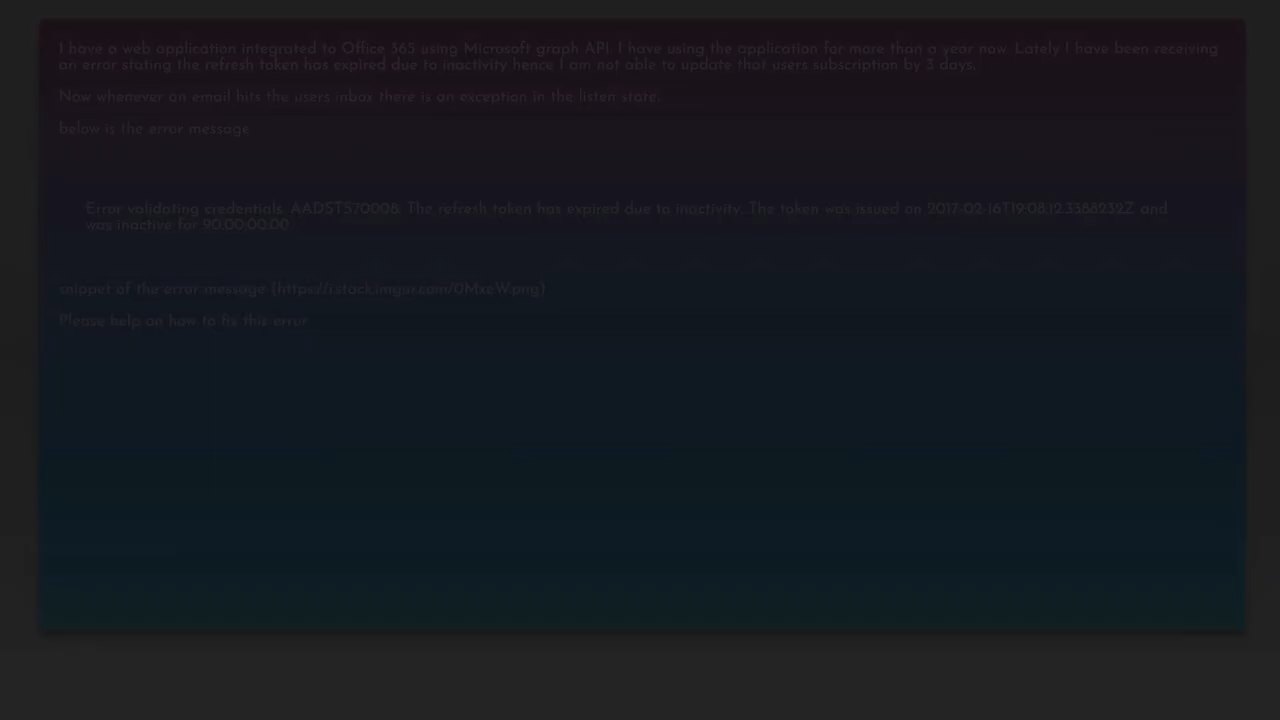 I have a web application integrated to Office 365 using Microsoft graph API. I have using the application for more than a year now. Lately I have been receiving
an error stating the refresh token has expired due to inactivity hence I am not able to update that users subscription by 3 days.
Now whenever an email hits the users inbox there is an exception in the listen state.
below is the error message
Error validating credentials. AADSTS70008: The refresh token has expired due to inactivity. The token was issued on 2017-02-18T19:08:12.3388232Z and
was inactive for 90.00:00:00
snippet of the error message (https://i.stack.imgur.com/0MxeW.png)
Please help on how to fix this error